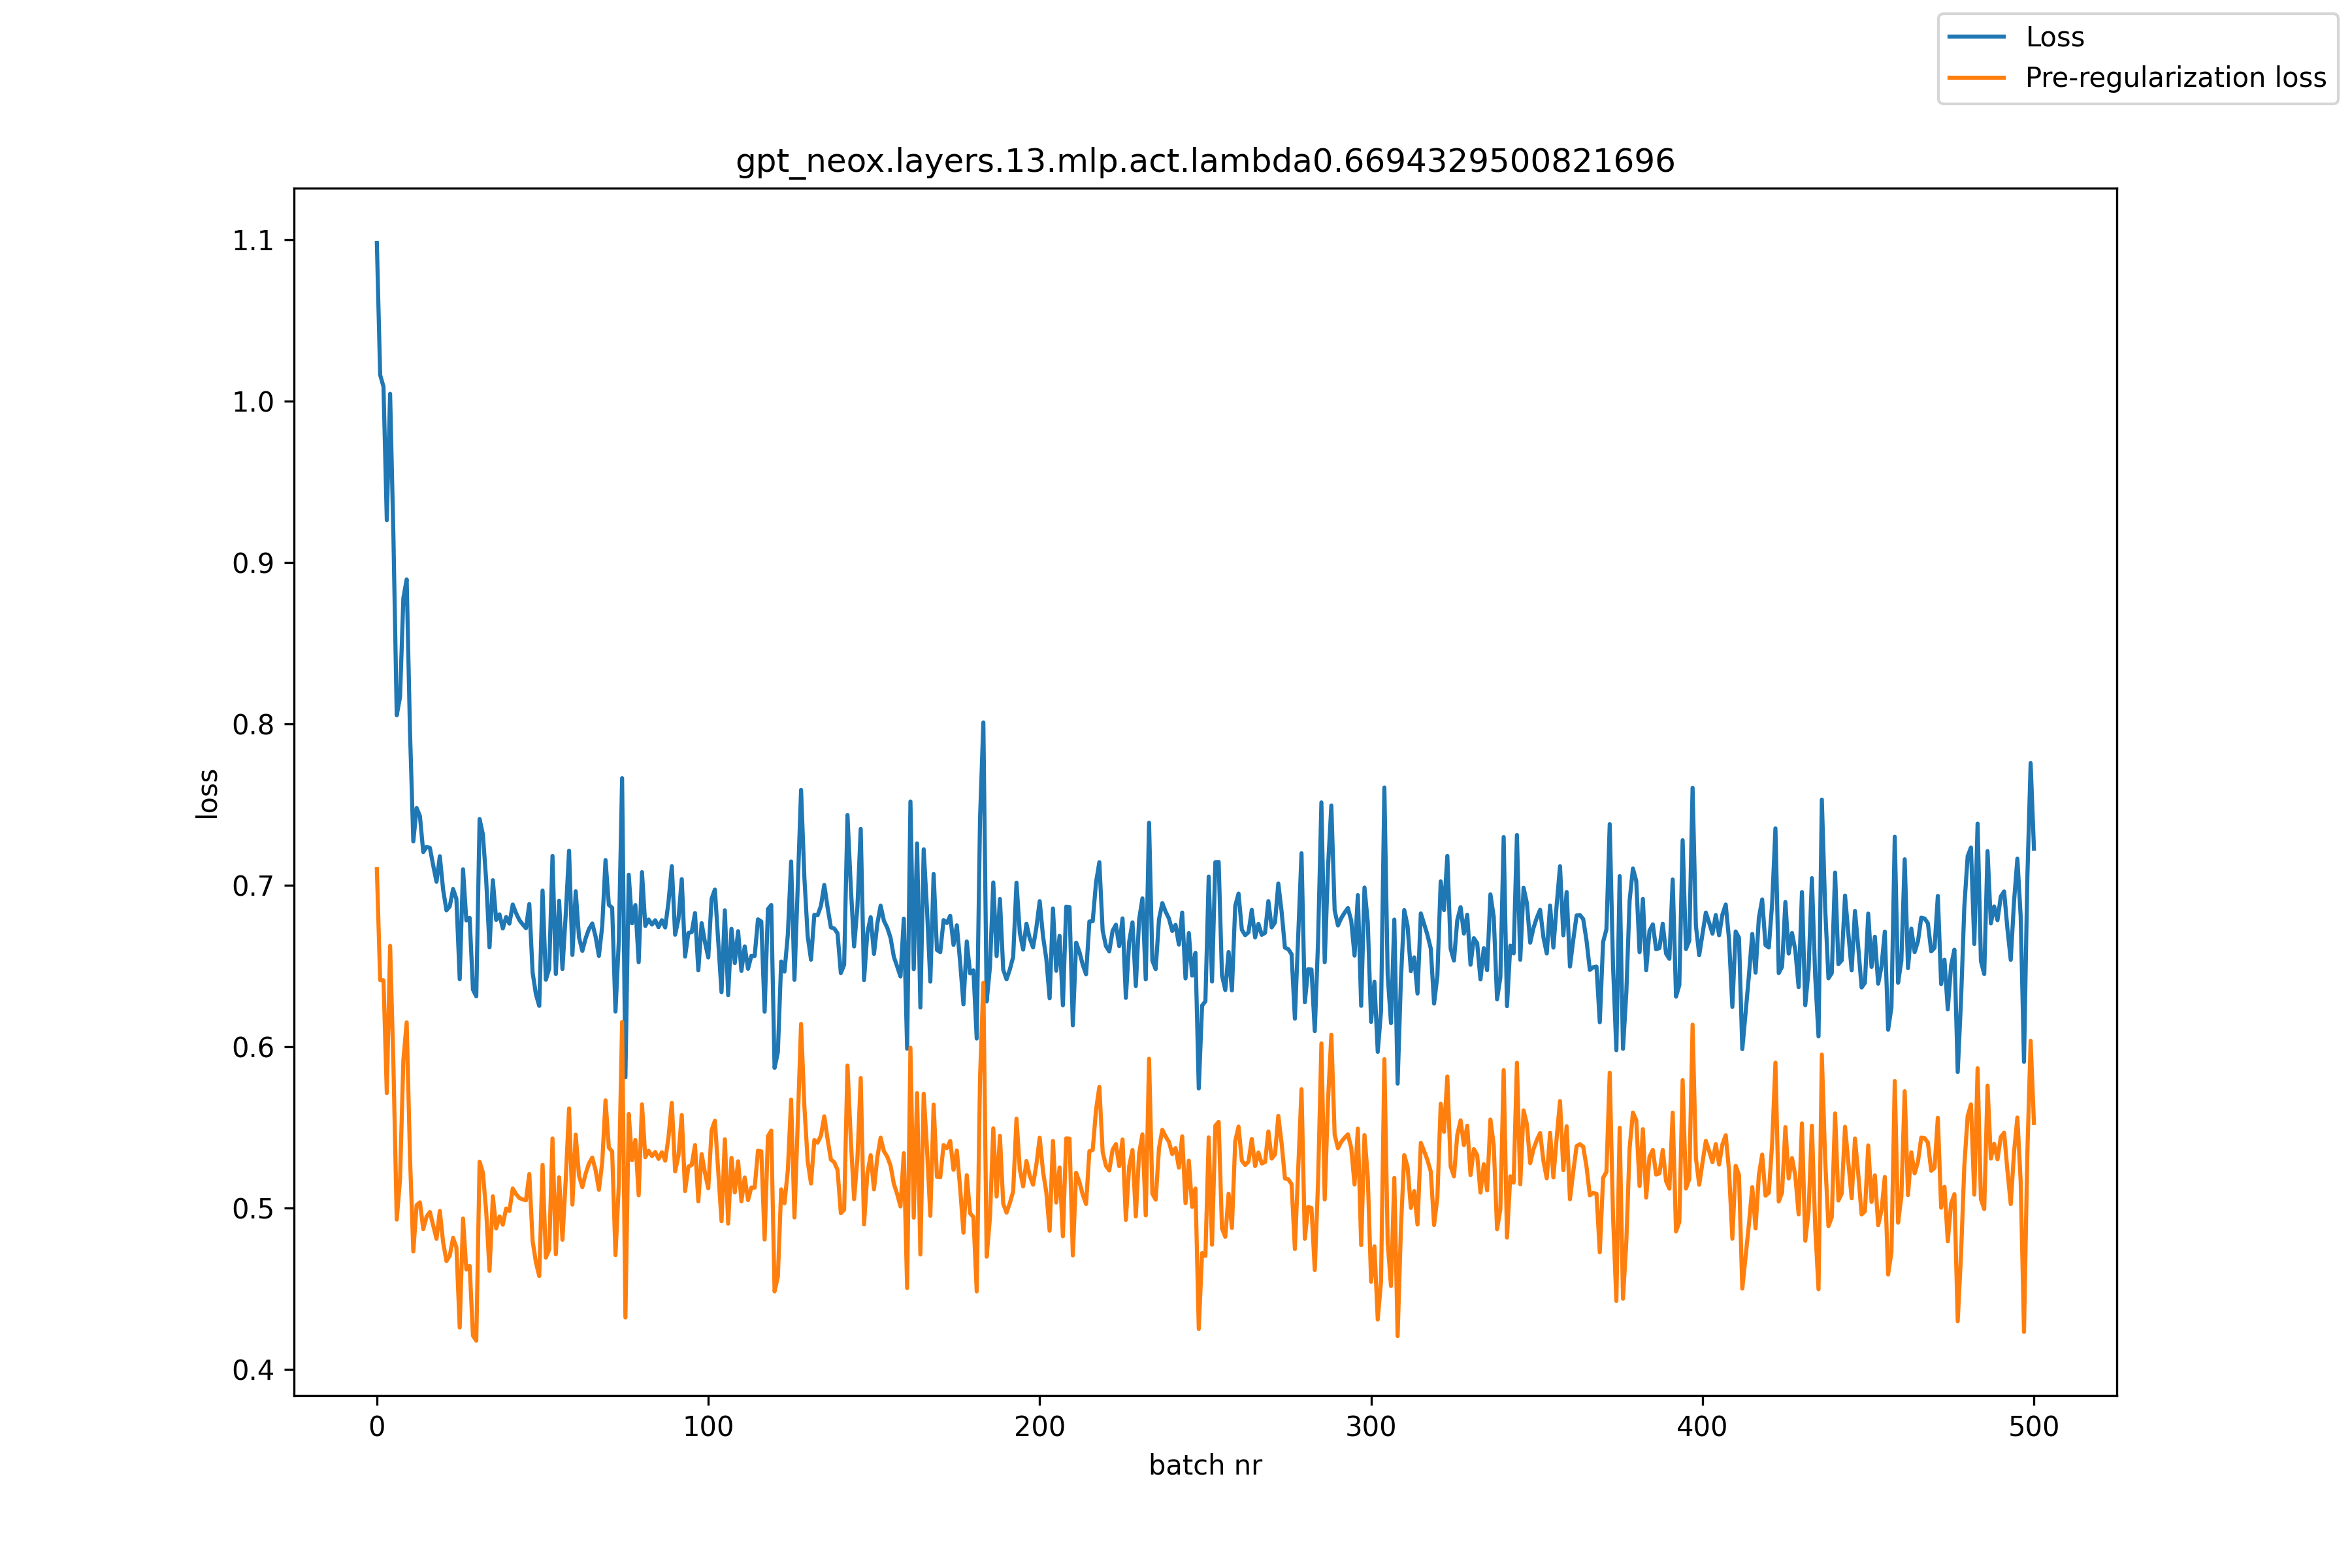 Loss
Pre-regularization loss
gpt_neox.layers.13.mlp.act.lambda0.6694329500821696
1.1
1.0
0.9
0.8
0.7
0.6
0.5
0.4
loss
0 100 200 300 400 500
batch nr